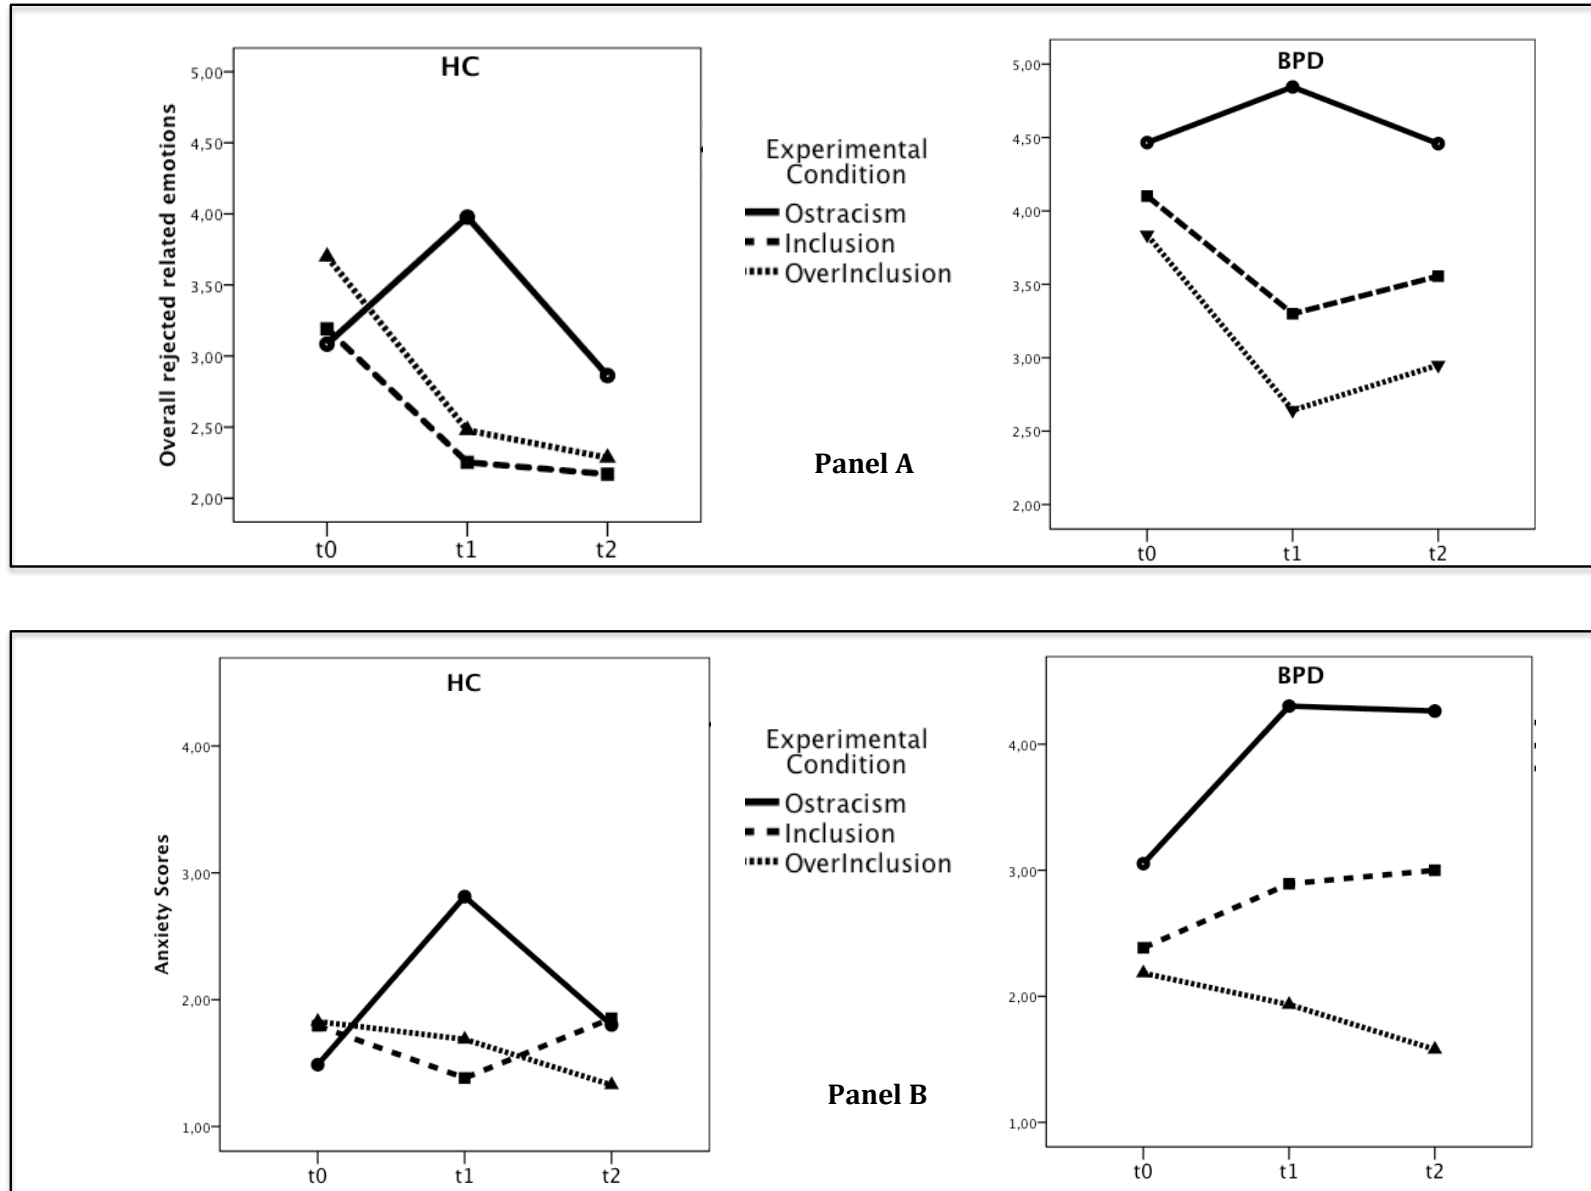 HC
Overall rejected related emotions
5,00
4,50
4,00
3,50
3,00
2,50
2,00
t0 t1 t2
Experimental
Condition
Ostracism
Inclusion
OverInclusion
Panel A
BPD
5,00
4,50
4,00
3,50
3,00
2,50
2,00
t0 t1 t2
HC
Anxiety Scores
4,00
3,00
2,00
1,00
t0 t1 t2
Experimental
Condition
Ostracism
Inclusion
OverInclusion
Panel B
BPD
4,00
3,00
2,00
1,00
t0 t1 t2